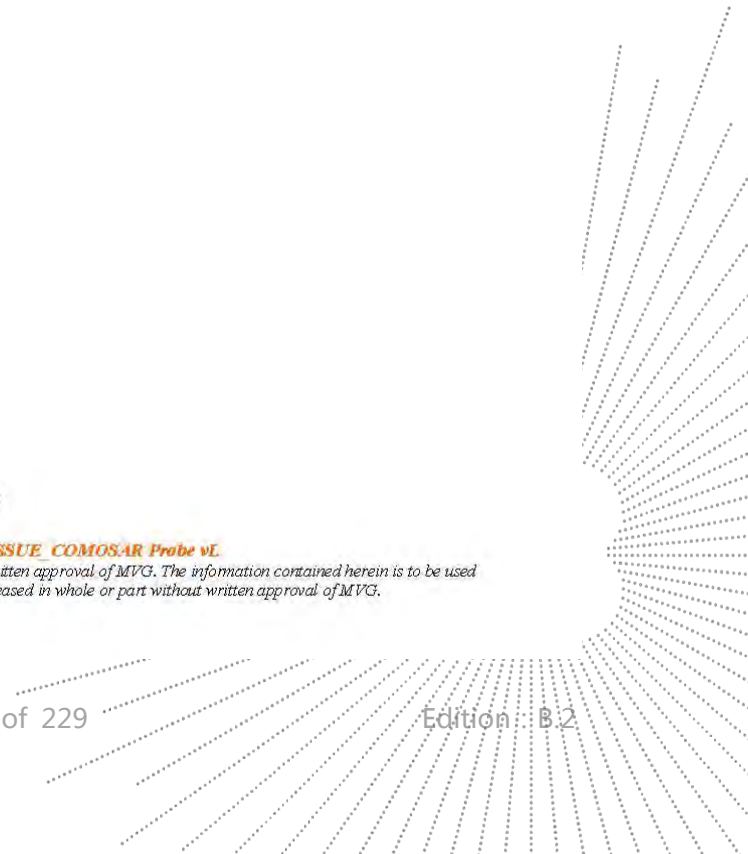 SSUE_COMOSAR Probe vL
itten approval of MVG. The information contained herein is to be used
eased in whole or part without written approval of MVG.
of 229
Edition : B.2